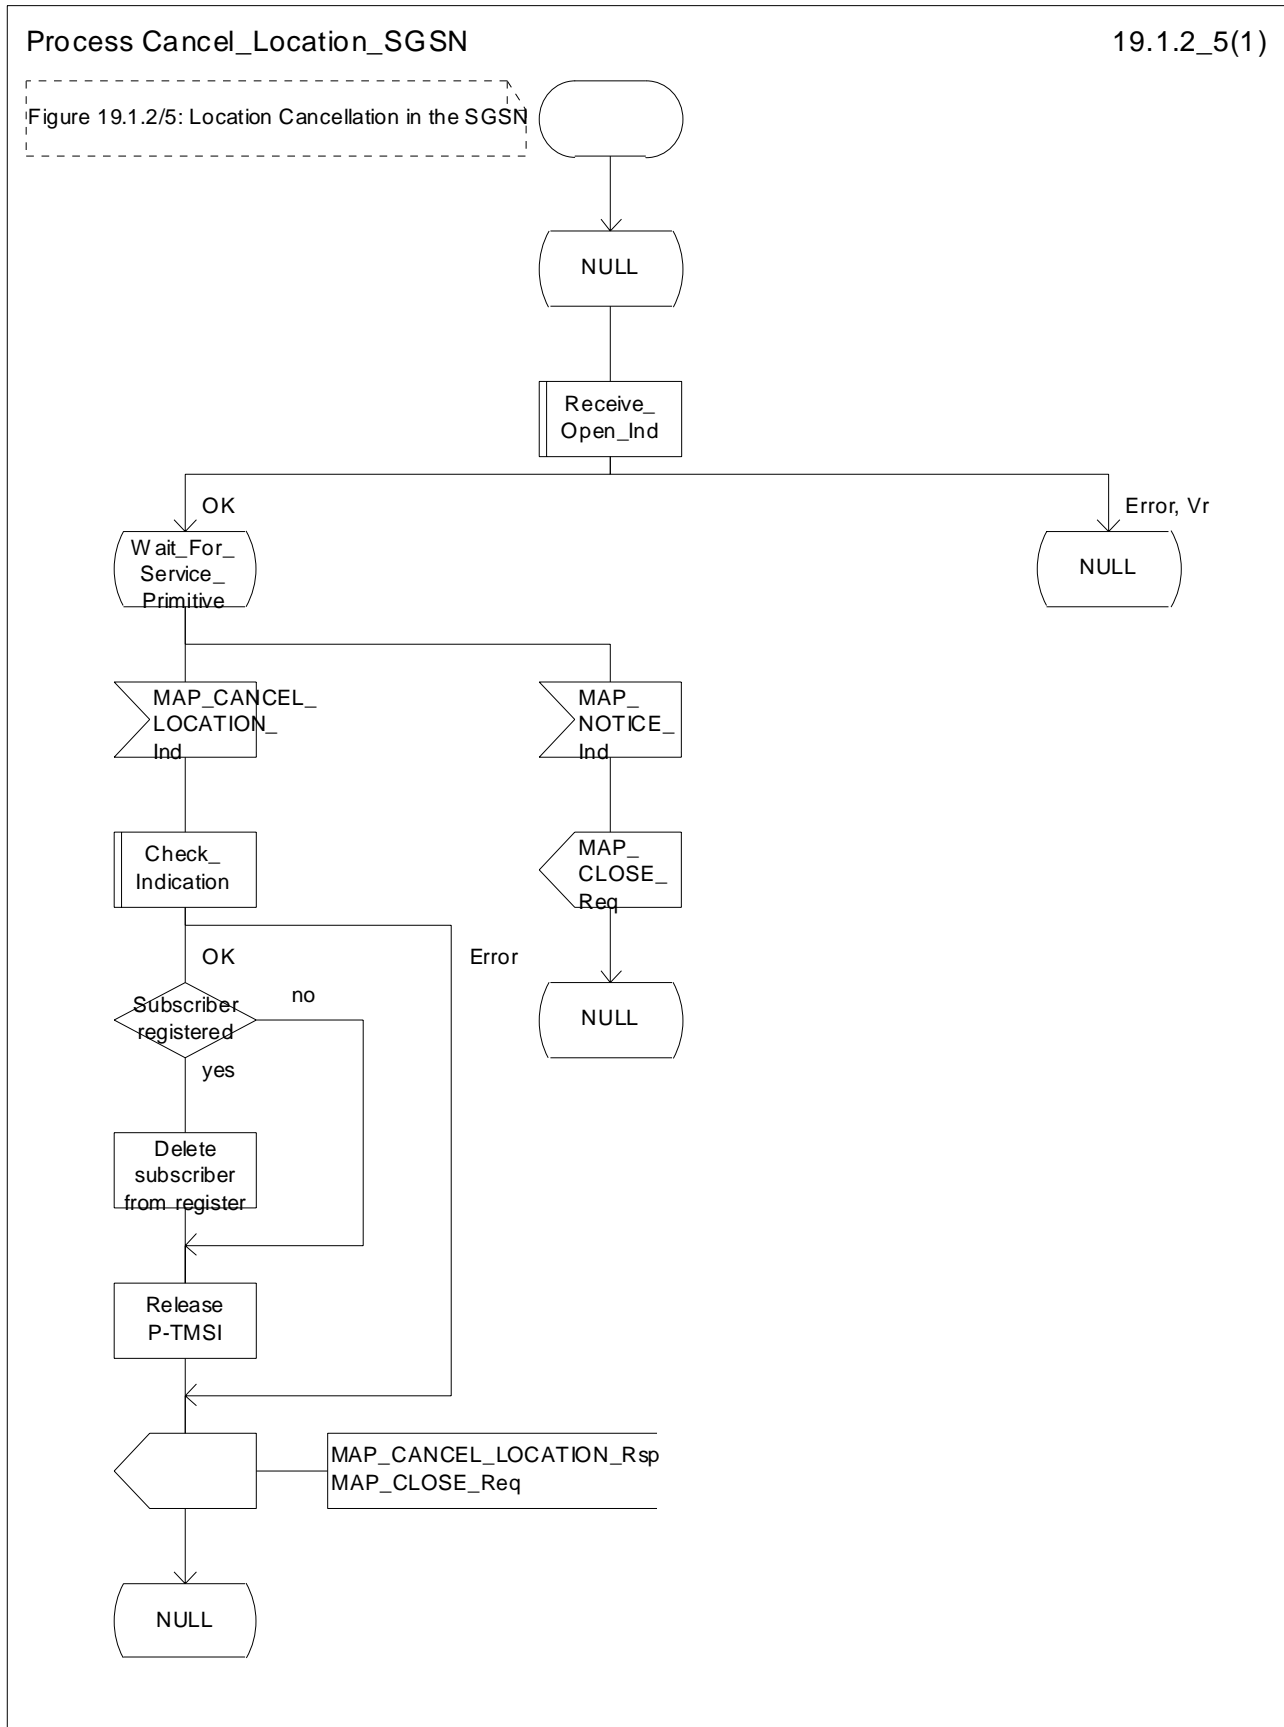 Process Cancel_Location_SGSN
19.1.2_5(1)
Figure 19.1.2/5: Location Cancellation in the SGSN
NULL
Receive_
Open_Ind
OK
Error, Vr
Wait_For_
Service_
Primitive
NULL
MAP_CANCEL_
LOCATION_
Ind
MAP_
NOTICE_
Ind
Check_
Indication
MAP_
CLOSE_
Req
OK
Error
Subscriber
registered
no
yes
NULL
Delete
subscriber
from register
Release
P-TMSI
MAP_CANCEL_LOCATION_Rsp
MAP_CLOSE_Req
NULL